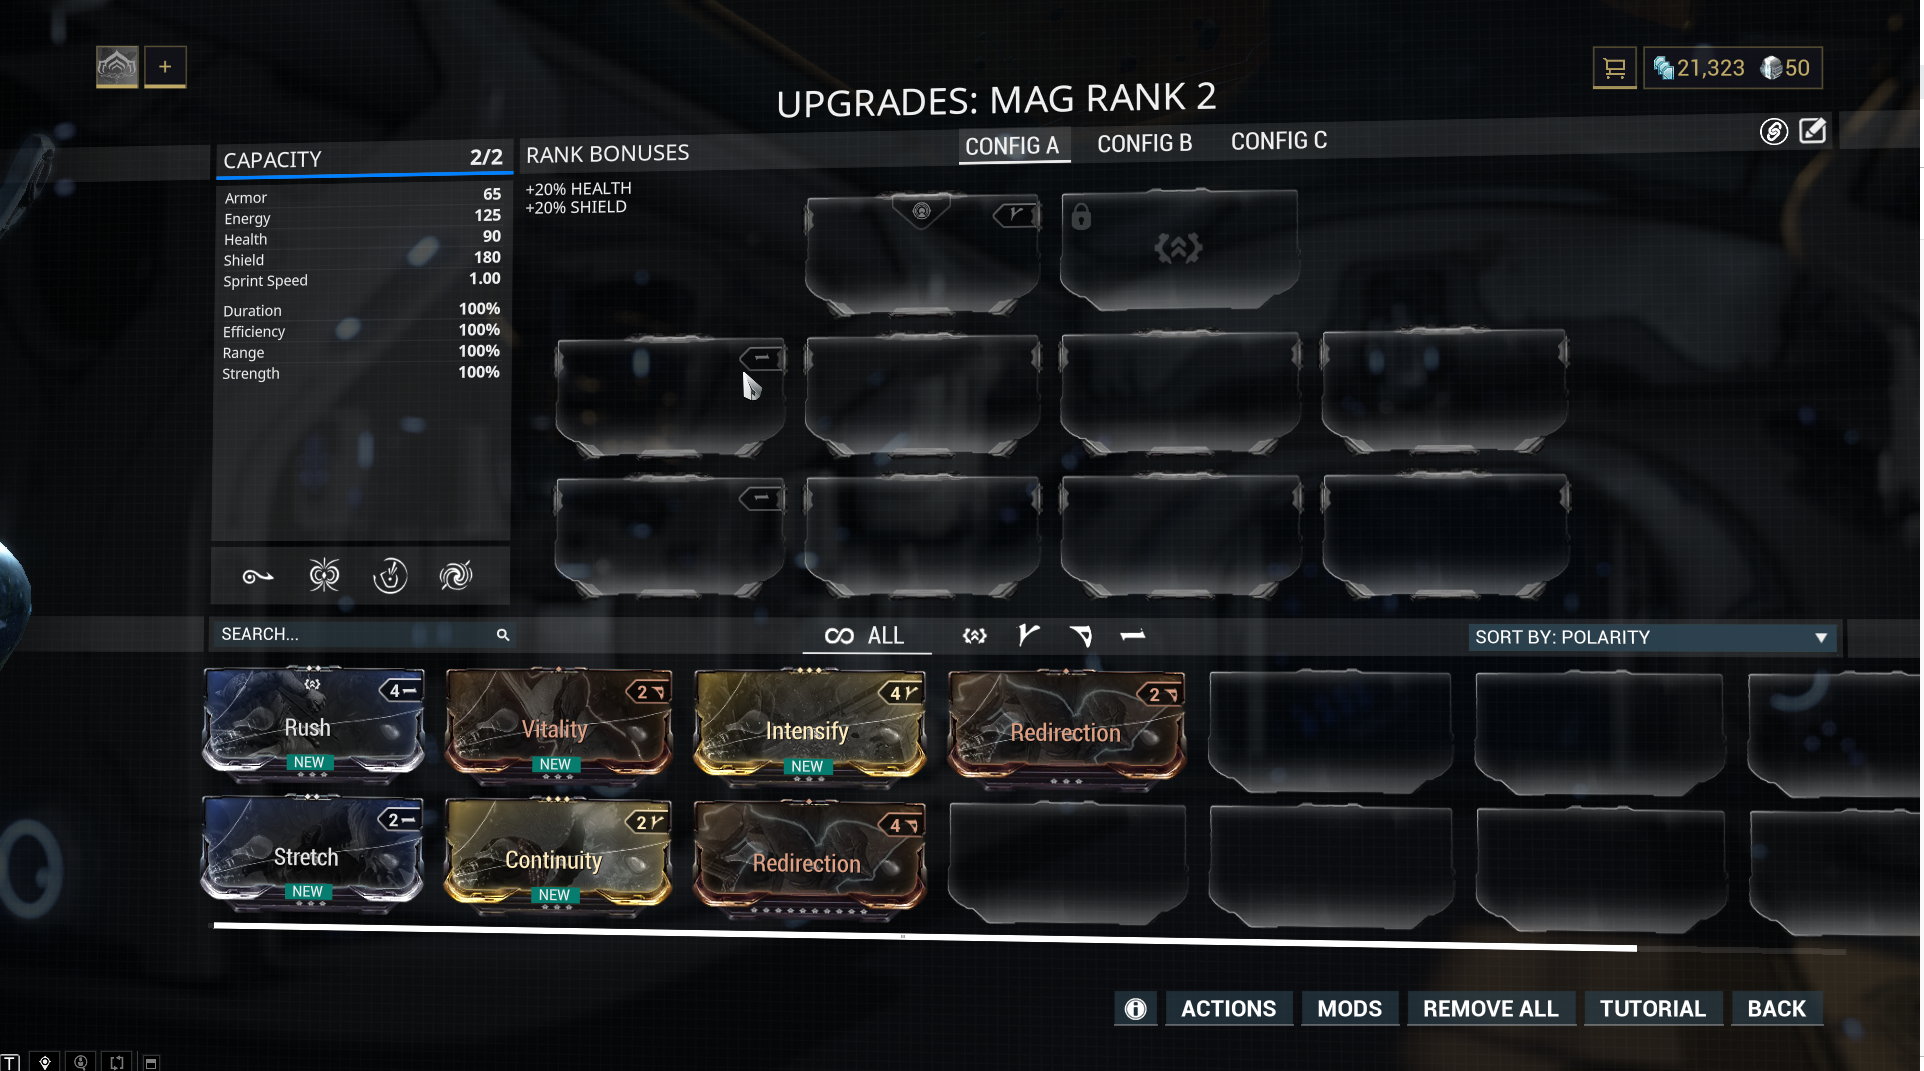 +
21,323 50
UPGRADES: MAG RANK 2
CAPACITY 2/2
RANK BONUSES
CONFIG A CONFIG B CONFIG C
+20% HEALTH
+20% SHIELD
Armor 65
Energy 125
Health 90
Shield 180
Sprint Speed 1.00
Duration 100%
Efficiency 100%
Range 100%
Strength 100%
SEARCH...
ALL
SORT BY: POLARITY
4
Rush
NEW
2
Vitality
NEW
4
Intensify
NEW
2
Redirection
2
Stretch
NEW
2
Continuity
NEW
4
Redirection
ACTIONS MODS REMOVE ALL TUTORIAL BACK
T